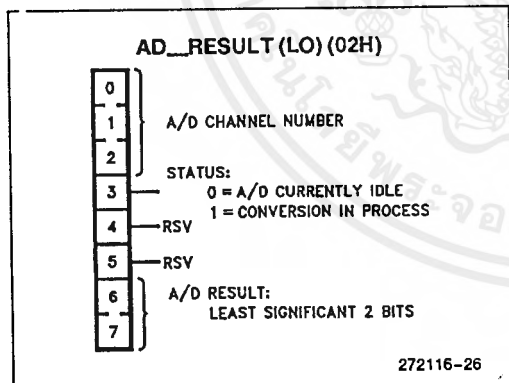 AD_RESULT (LO) (02H)
0
1
2
A/D CHANNEL NUMBER
STATUS:
3
0 = A/D CURRENTLY IDLE
1 = CONVERSION IN PROCESS
4
RSV
5
RSV
6
A/D RESULT:
7
LEAST SIGNIFICANT 2 BITS
272116-26